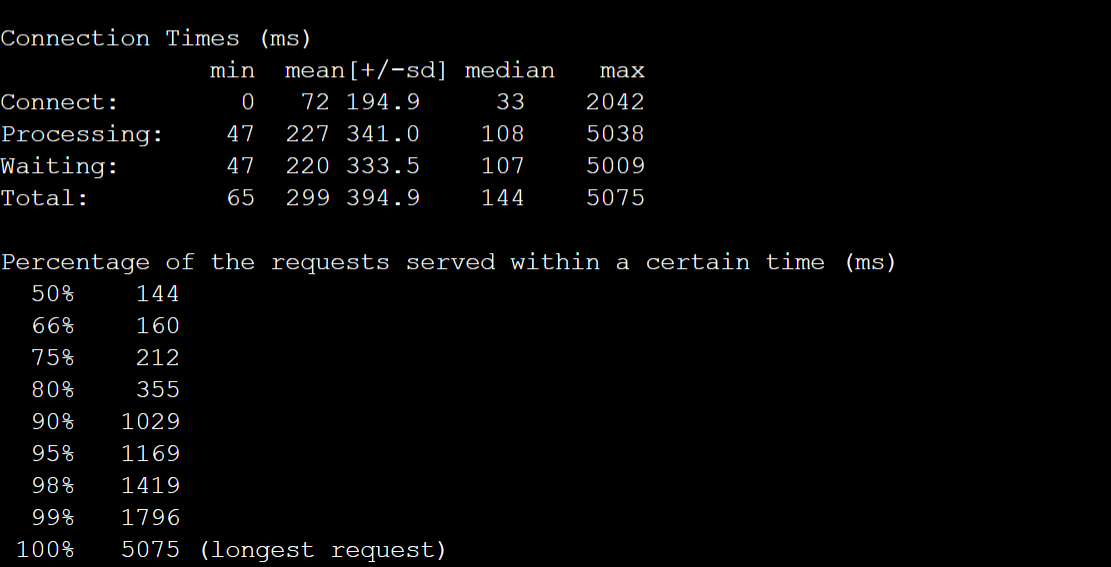 Connection Times (ms)
              min  mean[+/-sd] median   max
Connect:        0   72 194.9     33    2042
Processing:    47  227 341.0    108    5038
Waiting:       47  220 333.5    107    5009
Total:         65  299 394.9    144    5075
Percentage of the requests served within a certain time (ms)
  50%    144
  66%    160
  75%    212
  80%    355
  90%   1029
  95%   1169
  98%   1419
  99%   1796
 100%   5075 (longest request)